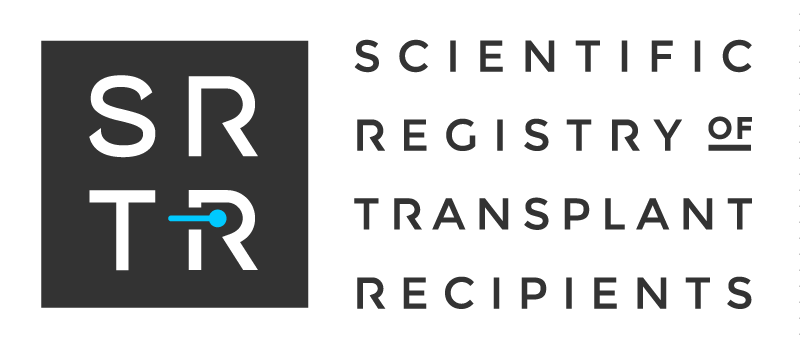 SR
TR
SCIENTIFIC
REGISTRY OF
TRANSPLANT
RECIPIENTS